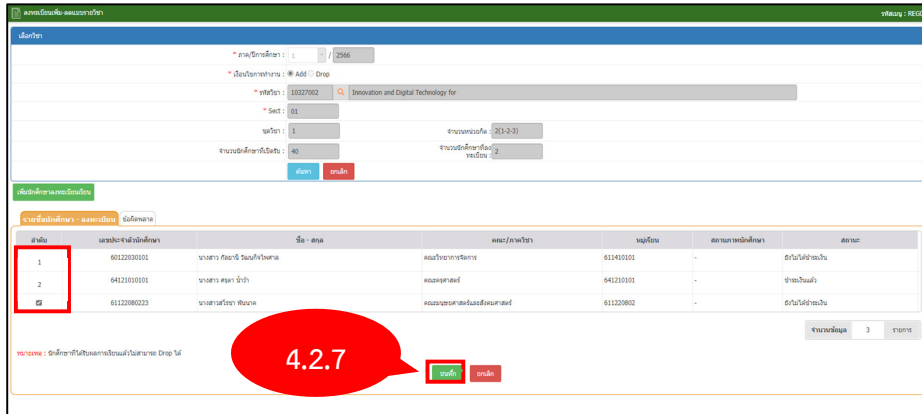 ลงทะเบียนเพิ่ม-ลดแบบรายวิชา รหัสเมนู : REG0
เลือกวิชา
* ภาค/ปีการศึกษา : 1 / 2566
* เงื่อนไขการทำงาน : Add Drop
* รหัสวิชา : 10327002 Innovation and Digital Technology for
* Sect : 01
ชุดวิชา : 1 จำนวนหน่วยกิต : 2(1-2-3)
จำนวนนักศึกษาที่เปิดรับ : 40 จำนวนนักศึกษาที่ลงทะเบียน : 2
ค้นหา ยกเลิก
เพิ่มนักศึกษาลงทะเบียนเรียน
รายชื่อนักศึกษา - ลงทะเบียน ข้อผิดพลาด
ลำดับ เลขประจำตัวนักศึกษา ชื่อ - สกุล คณะ/ภาควิชา หมู่เรียน สถานภาพนักศึกษา สถานะ
1 60122030101 นางสาว กัลยาณี วัฒนกิจไพศาล คณะวิทยาการจัดการ 611410101 - ยังไม่ได้ชำระเงิน
2 64121010101 นางสาว ศรุดา น้ำรำ คณะครุศาสตร์ 641210101 - ชำระเงินแล้ว
61122080223 นางสาวสโรชา พันนาค คณะมนุษยศาสตร์และสังคมศาสตร์ 611220802 - ยังไม่ได้ชำระเงิน
จำนวนข้อมูล 3 รายการ
หมายเหตุ : นักศึกษาที่ได้รับผลการเรียนแล้วไม่สามารถ Drop ได้
4.2.7
บันทึก ยกเลิก